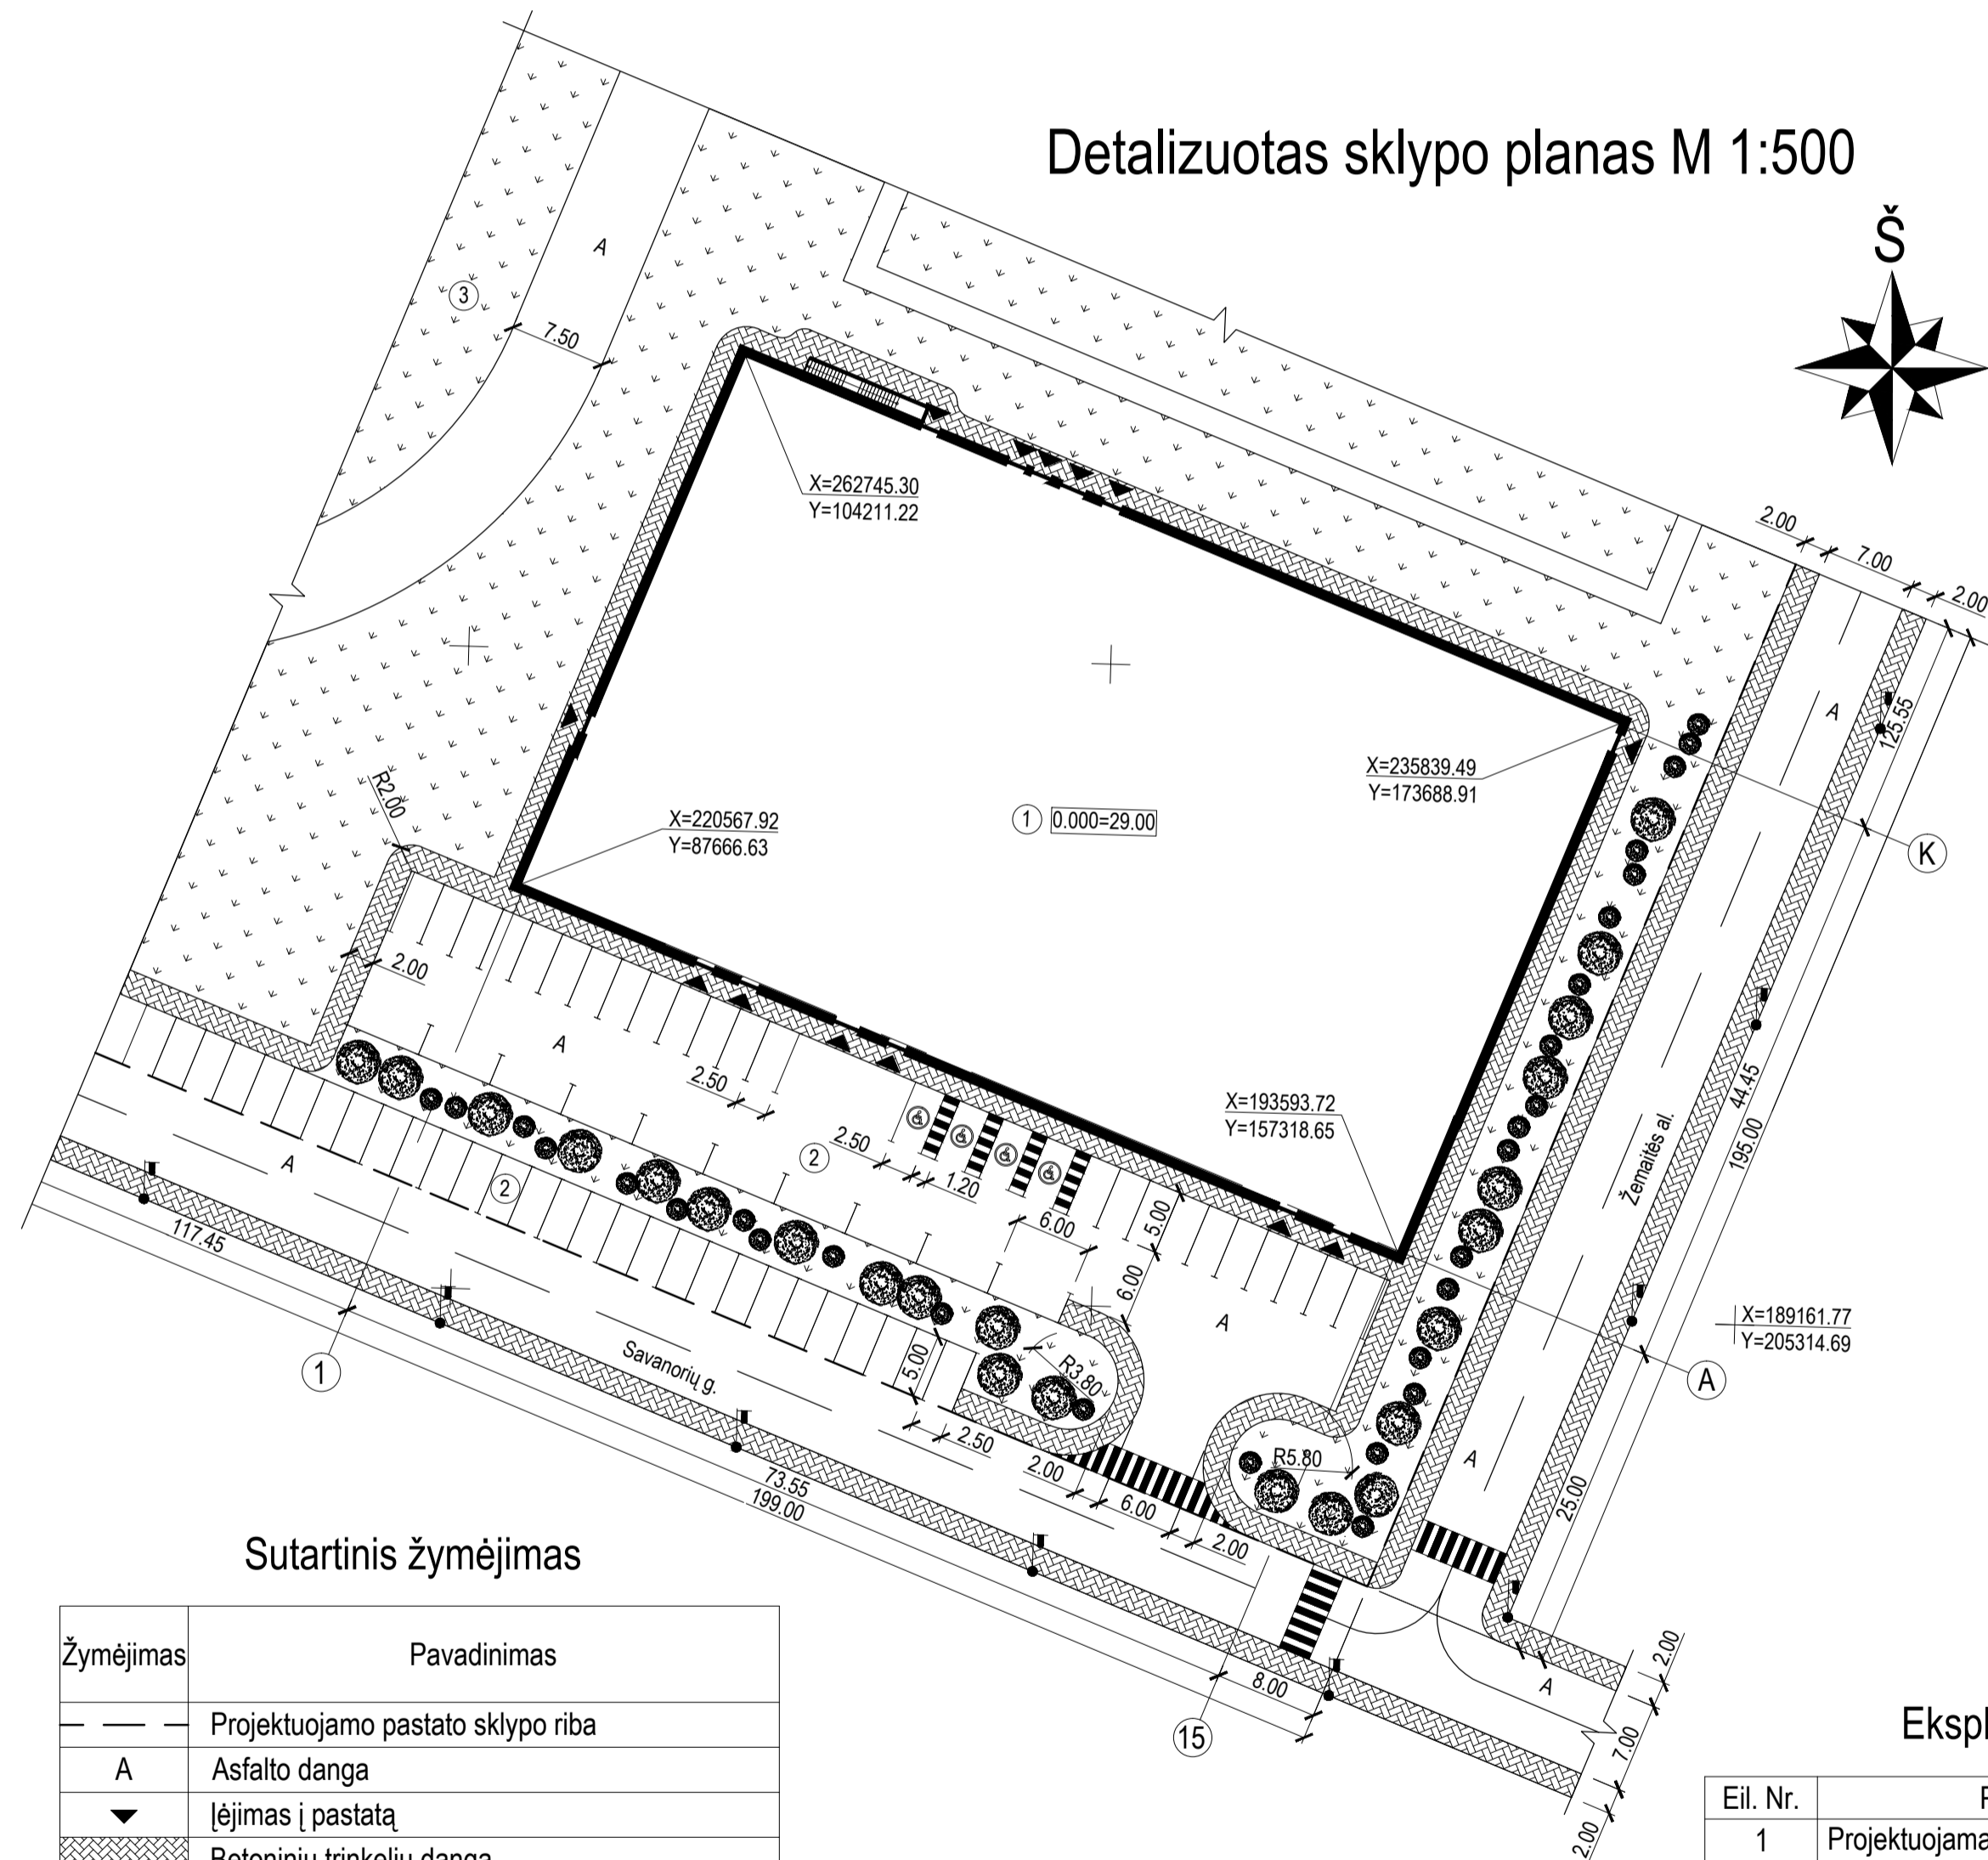 Detalizuotas sklypo planas M 1:500
Š
A
3
7.50
X=262745.30
Y=104211.22
2.00
7.00
2.00
A
125.55
X=235839.49
Y=173688.91
R2.00
X=220567.92
Y=87666.63
1
0.000=29.00
K
2.00
A
2.50
44.45
195.00
Žemaitės al.
X=193593.72
Y=157318.65
2.50
2
1.20
6.00
5.00
6.00
A
2
A
117.45
1
Savanorių g.
5.00
R3.80
X=189161.77
Y=205314.69
A
2.50
R5.80
A
2.00
6.00
2.00
25.00
73.55
199.00
8.00
15
A
2.00
7.00
2.00
Sutartinis žymėjimas
Žymėjimas Pavadinimas
Projektuojamo pastato sklypo riba
A Asfalto danga
Įėjimas į pastatą
Betoninių trinkelių danga
Eil. Nr.
1